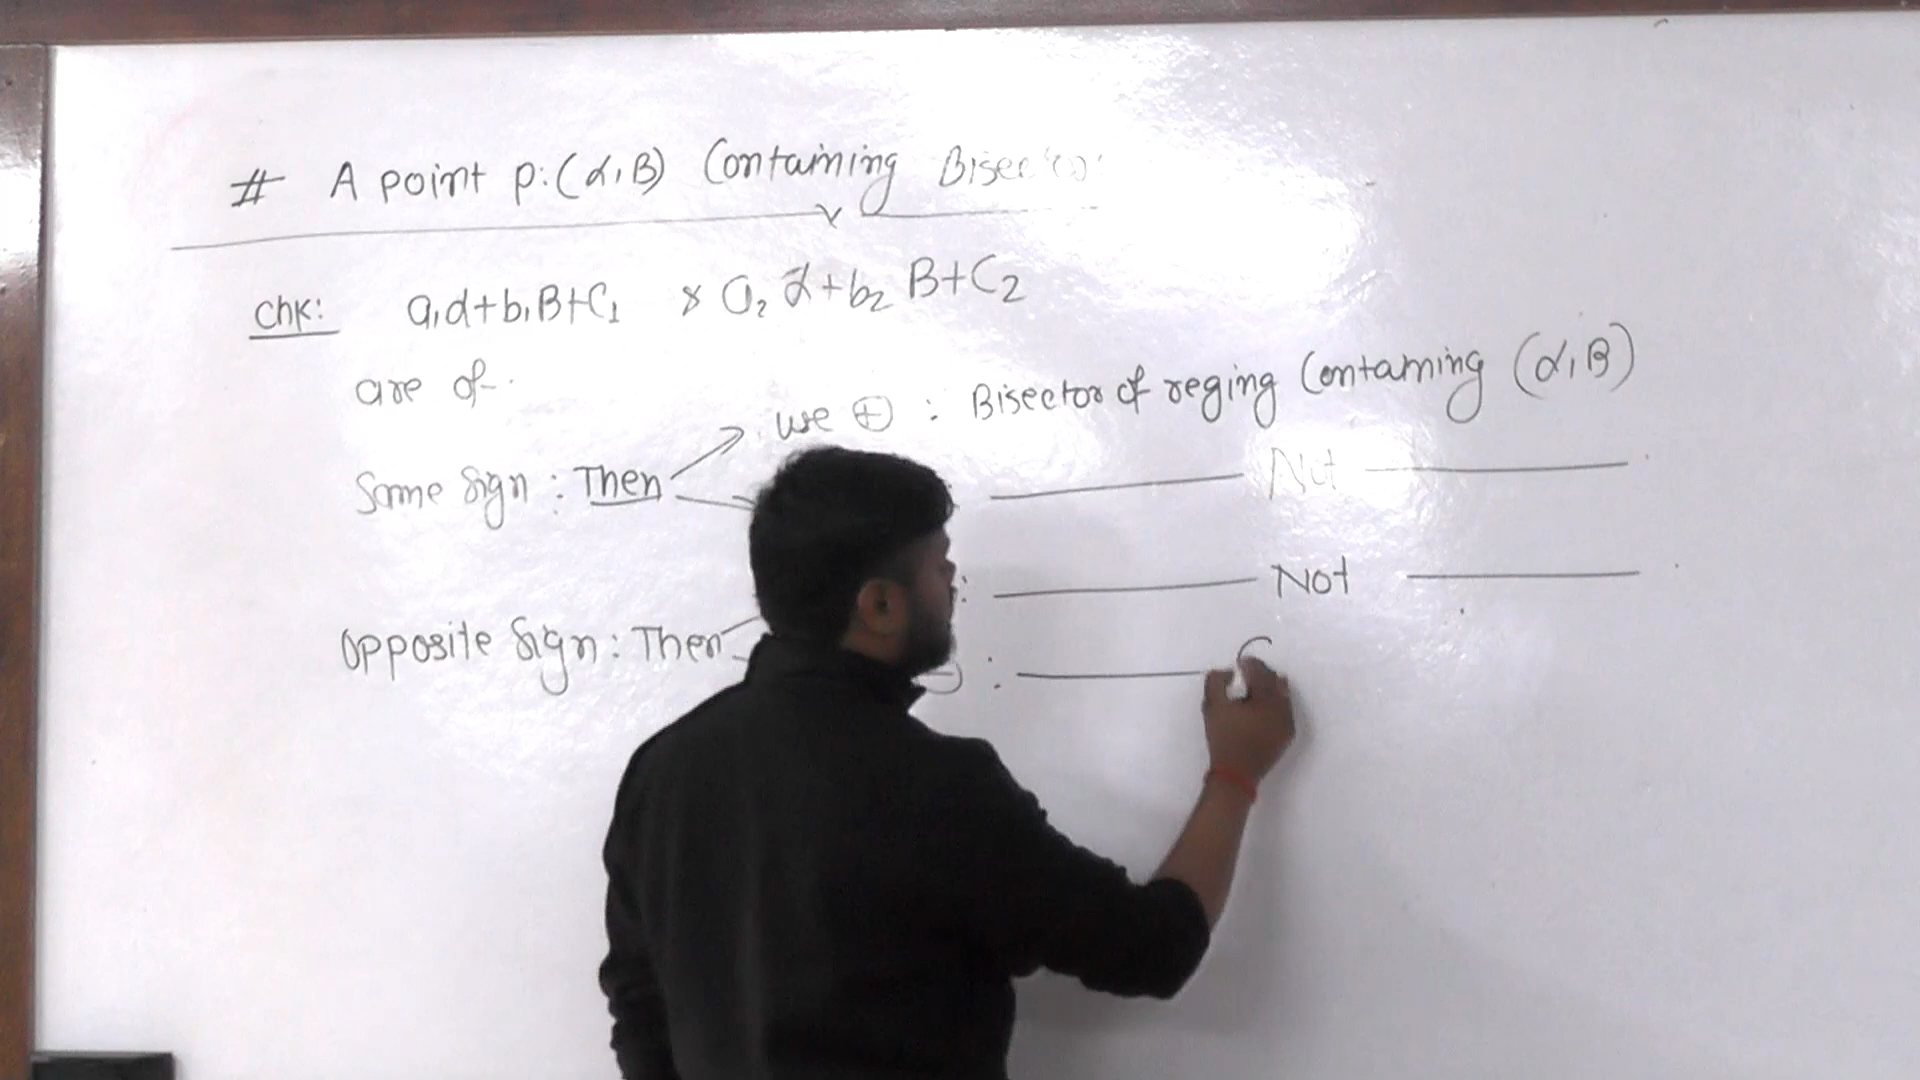 # A point P:(α,β) Containing Bisector
Chk: a₁α+b₁β+C₁ & a₂α+b₂β+C₂
are of
use ⊕ : Bisector of reging Containing (α,β)
Same Sign : Then
: ——— Not ———
: ——— Not ———
Opposite Sign : Then
: ———